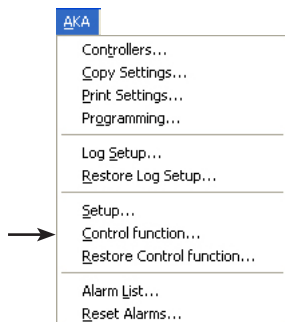 AKA
Controllers...
Copy Settings...
Print Settings...
Programming...
Log Setup...
Restore Log Setup...
Setup...
Control function...
Restore Control function...
Alarm List...
Reset Alarms...